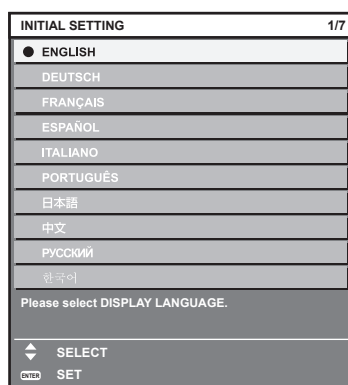 INITIAL SETTING 1/7
ENGLISH
DEUTSCH
FRANÇAIS
ESPAÑOL
ITALIANO
PORTUGUÊS
日本語
中文
РУССКИЙ
한국어
Please select DISPLAY LANGUAGE.
SELECT
ENTER SET